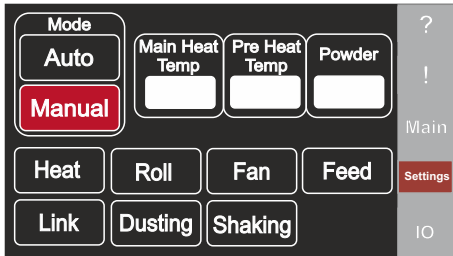 Mode
Auto
Manual
Main Heat
Temp
Pre Heat
Temp
Powder
Heat
Roll
Fan
Feed
Link
Dusting
Shaking
?
!
Main
Settings
IO